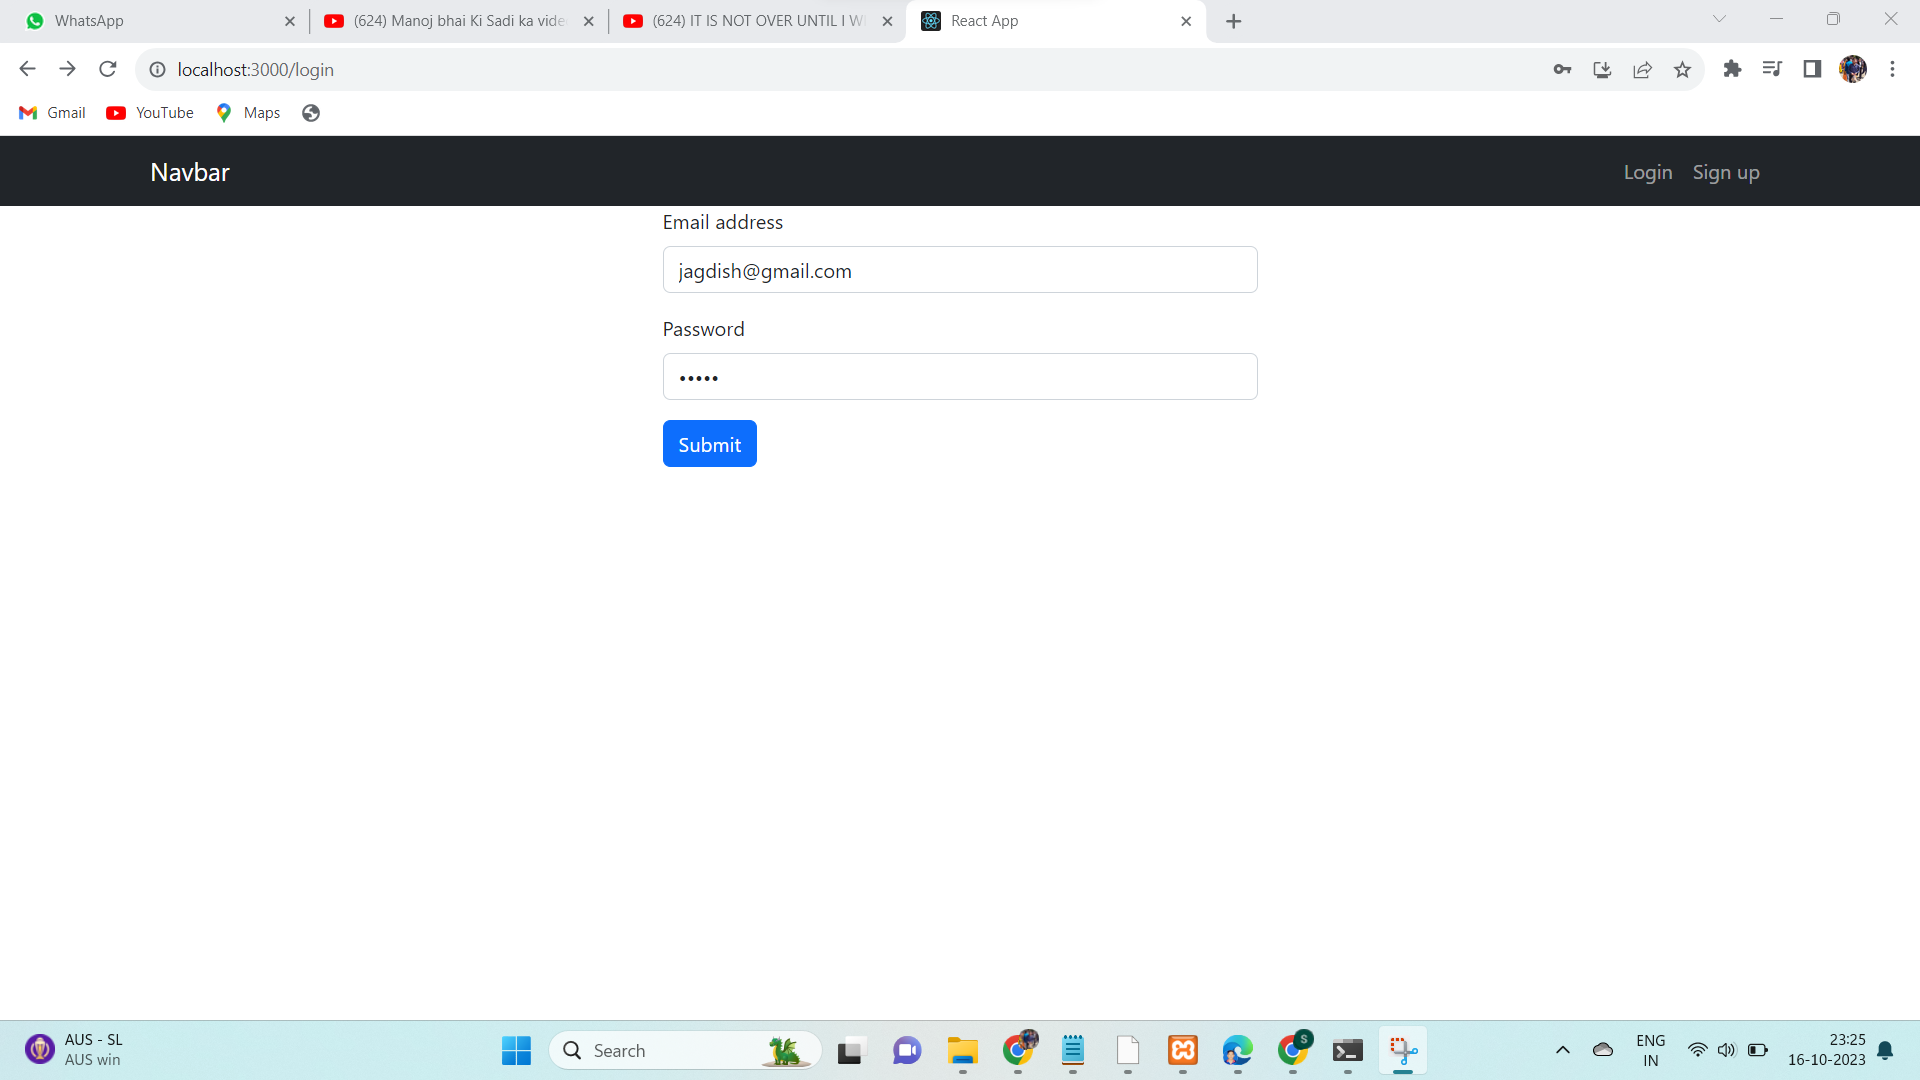 WhatsApp
(624) Manoj bhai Ki Sadi ka vide
(624) IT IS NOT OVER UNTIL I W
React App
localhost:3000/login
Gmail
YouTube
Maps
Navbar
Login
Sign up
Email address
jagdish@gmail.com
Password
•••••
Submit
AUS - SL
AUS win
Search
S
ENG
IN
23:25
16-10-2023